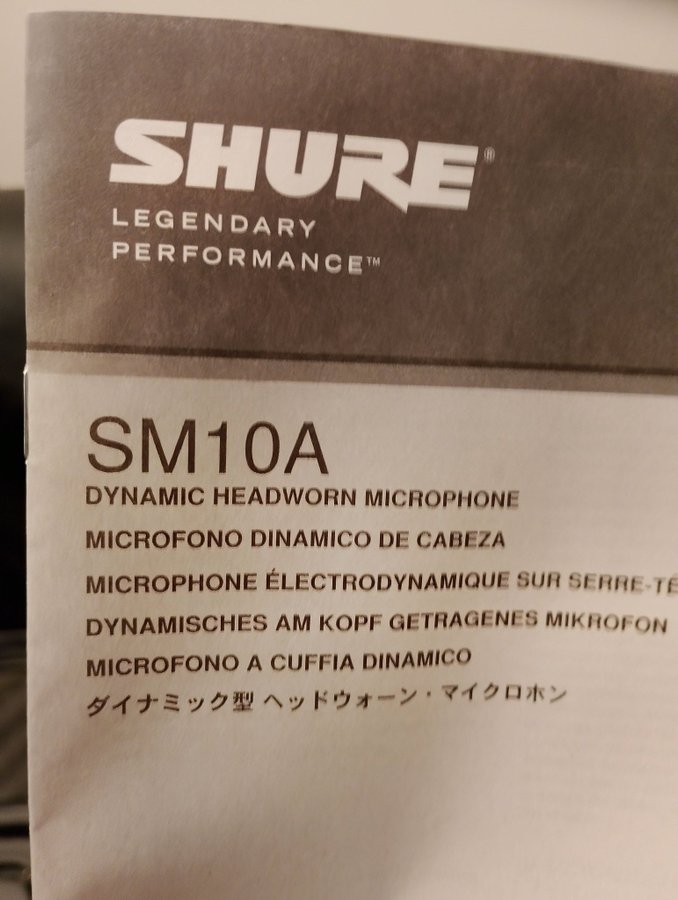 SHURE®
LEGENDARY
PERFORMANCE™
SM10A
DYNAMIC HEADWORN MICROPHONE
MICROFONO DINAMICO DE CABEZA
MICROPHONE ÉLECTRODYNAMIQUE SUR SERRE-TÊ
DYNAMISCHES AM KOPF GETRAGENES MIKROFON
MICROFONO A CUFFIA DINAMICO
ダイナミック型 ヘッドウォーン・マイクロホン